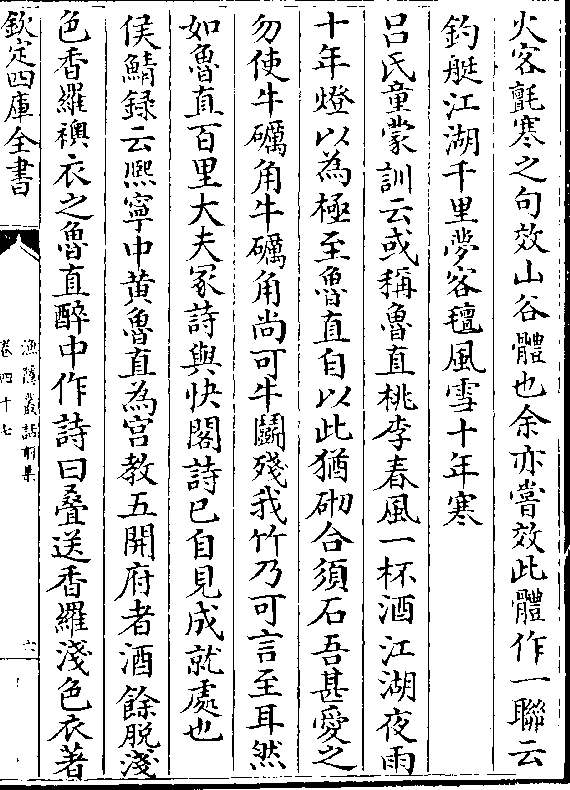 火客氈寒之句效山谷體也余亦嘗效此體作一聯云
釣艇江湖千里夢客氊風雪十年寒
呂氏童蒙訓云或稱魯直桃李春風一杯酒江湖夜雨
十年燈以為極至魯直自以此猶砌合須石吾甚愛之
勿使牛礪角牛礪角尚可牛鬬殘我竹乃可言至耳然
如魯直百里大夫冢詩與快閣詩已自見成就處也
侯鯖録云熈寧中黄魯直為宫教五開府者酒餘脱淺
色香羅襖衣之魯直醉中作詩曰叠送香羅淺色衣著
欽定四庫全書
漁隱叢話前集
卷四十七
六